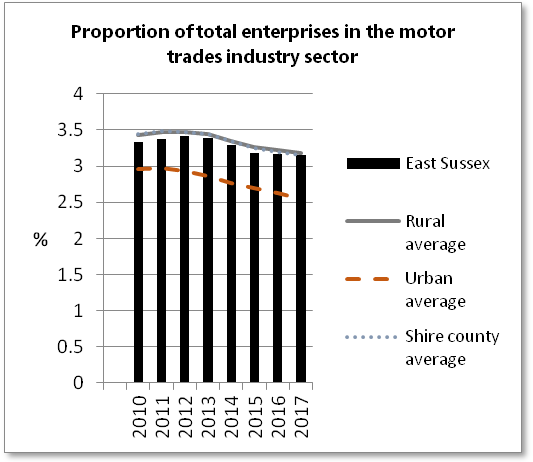 Proportion of total enterprises in the motor
trades industry sector
4
3.5
3
2.5
2
1.5
1
0.5
0
%
2010
2011
2012
2013
2014
2015
2016
2017
East Sussex
Rural
average
Urban
average
Shire county
average